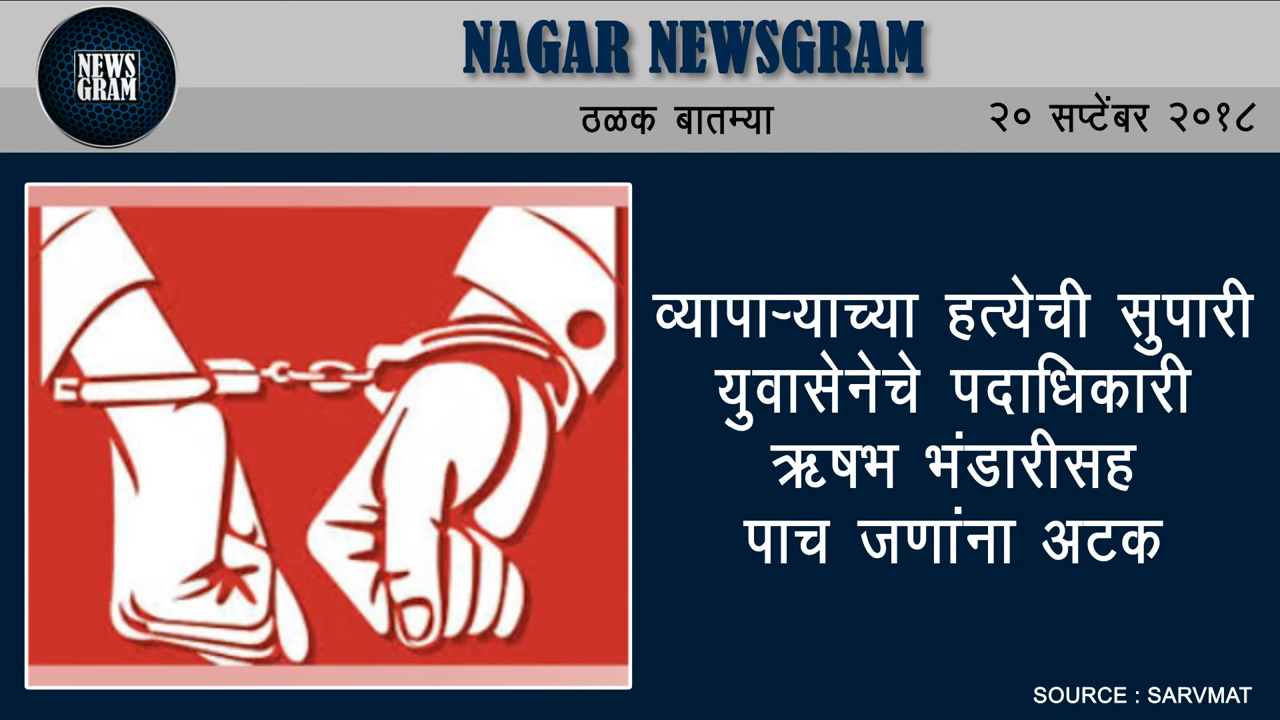 NEWS
GRAM
NAGAR NEWSGRAM
ठळक बातम्या
२० सप्टेंबर २०१८
व्यापाऱ्याच्या हत्येची सुपारी
युवासेनेचे पदाधिकारी
ऋषभ भंडारीसह
पाच जणांना अटक
SOURCE : SARVMAT